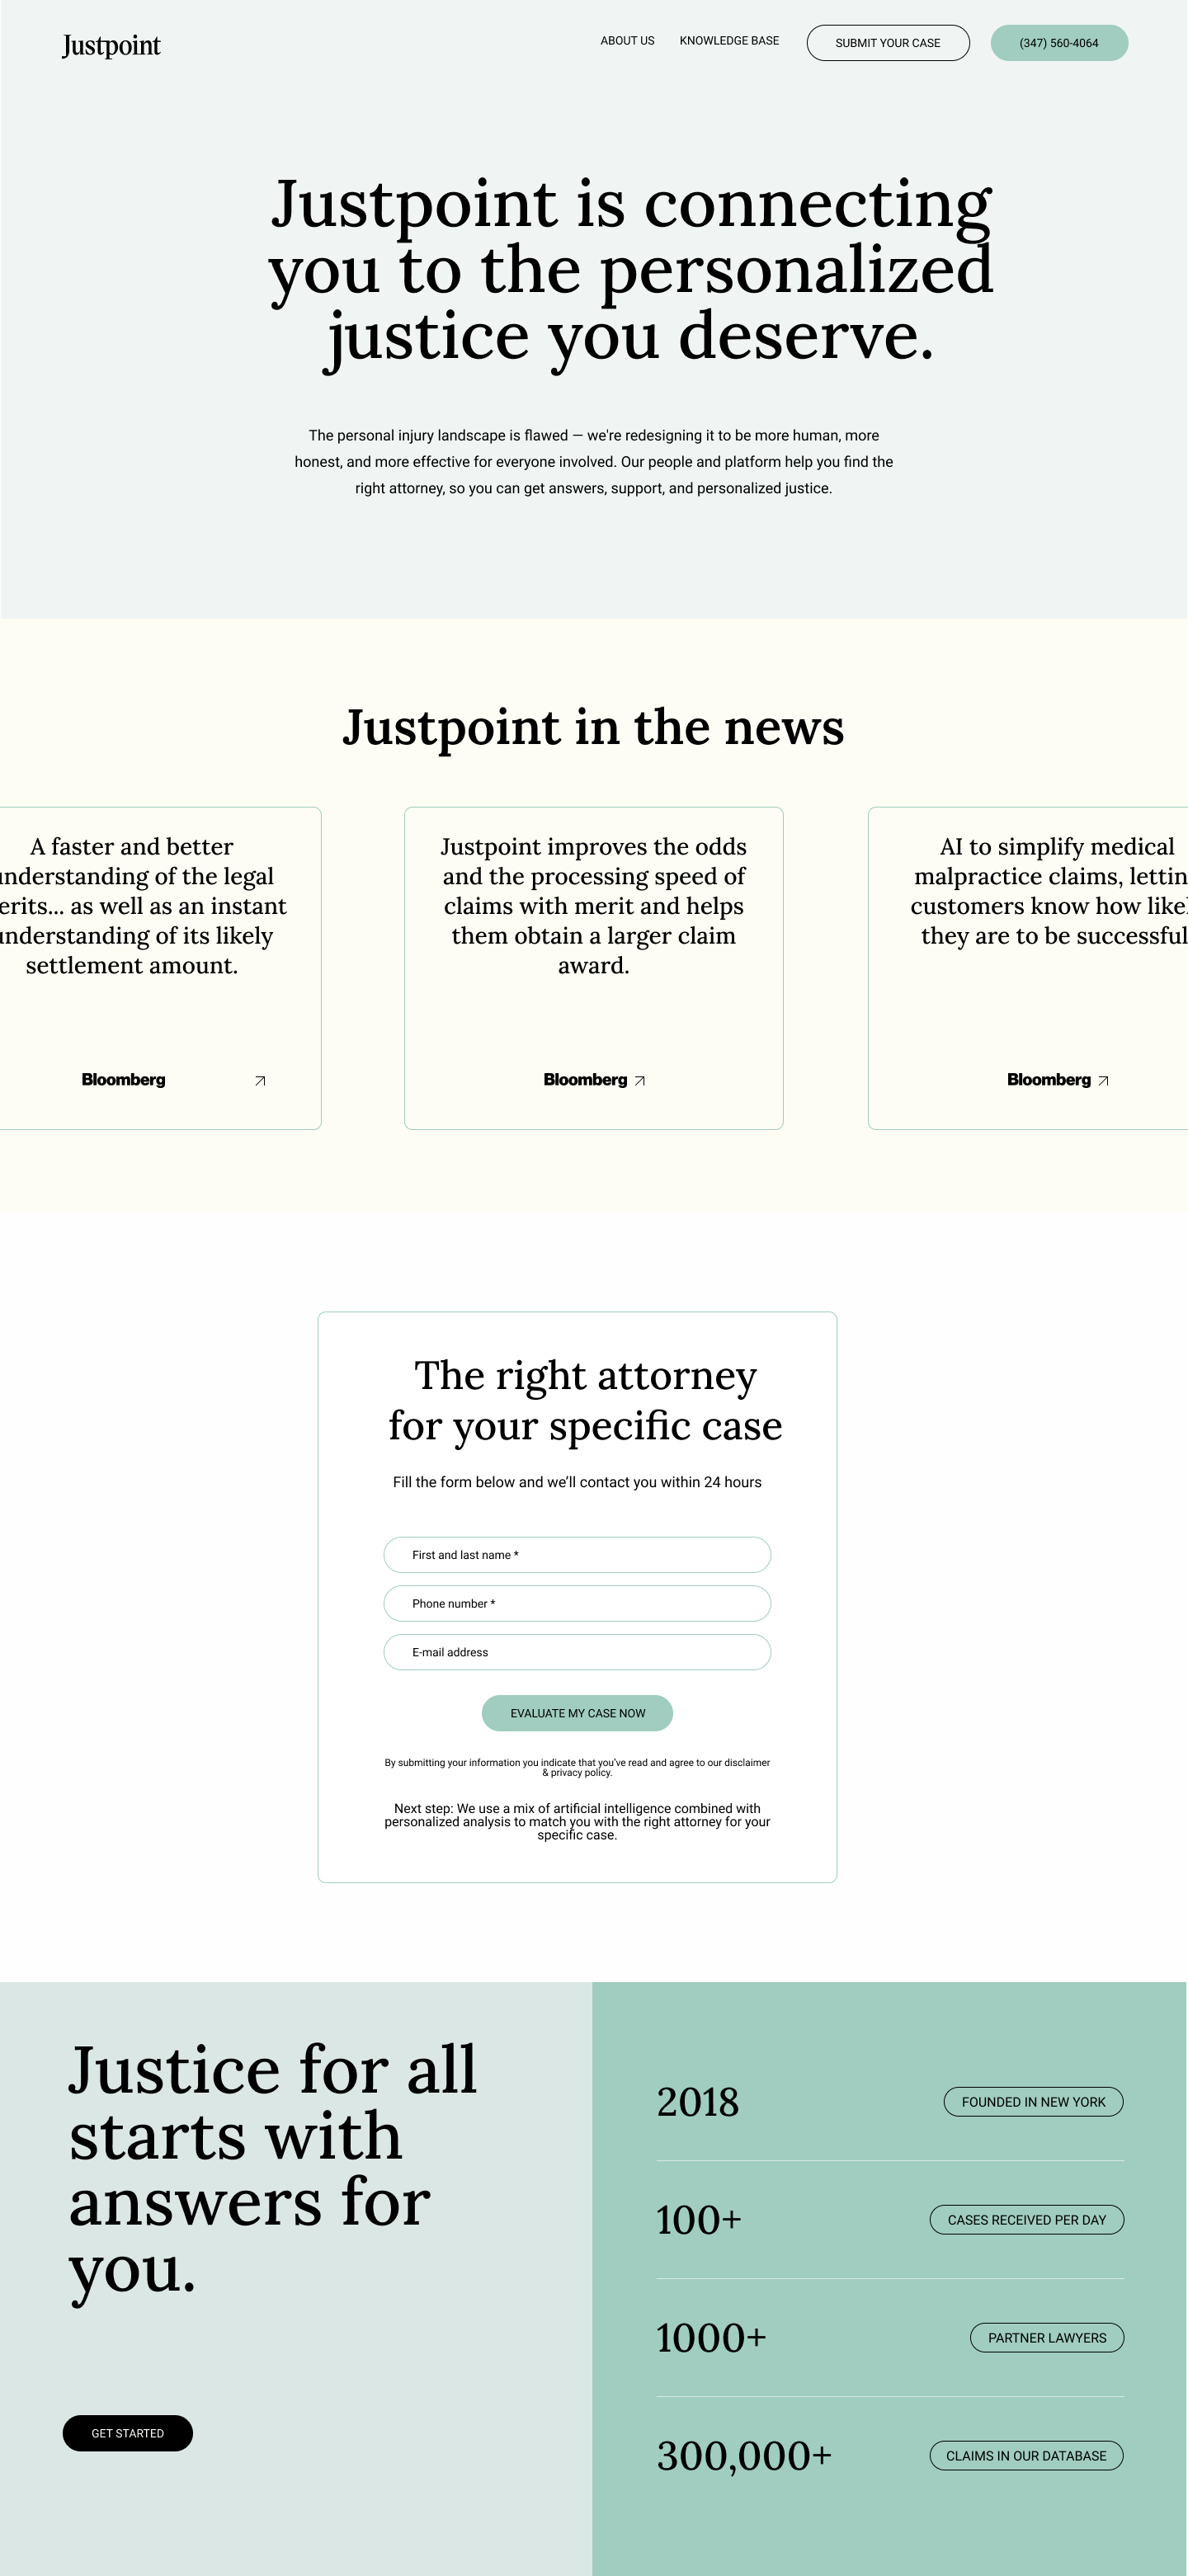 Justpoint
ABOUT US
KNOWLEDGE BASE
SUBMIT YOUR CASE
(347) 560-4064
Justpoint is connecting
you to the personalized
justice you deserve.
The personal injury landscape is flawed — we're redesigning it to be more human, more
honest, and more effective for everyone involved. Our people and platform help you find the
right attorney, so you can get answers, support, and personalized justice.
Justpoint in the news
A faster and better
of the legal
as well as an instant
of its likely
settlement amount.
Bloomberg
Justpoint improves the odds
and the processing speed of
claims with merit and helps
them obtain a larger claim
award.
Bloomberg
AI to simplify medical
malpractice claims,
customers know how
they are to be successful
Bloomberg
The right attorney
for your specific case
Fill the form below and we’ll contact you within 24 hours
First and last name *
Phone number *
E-mail address
EVALUATE MY CASE NOW
By submitting your information you indicate that you’ve read and agree to our disclaimer
& privacy policy.
Next step: We use a mix of artificial intelligence combined with
personalized analysis to match you with the right attorney for your
specific case.
Justice for all
starts with
answers for
you.
GET STARTED
2018
FOUNDED IN NEW YORK
100+
CASES RECEIVED PER DAY
1000+
PARTNER LAWYERS
300,000+
CLAIMS IN OUR DATABASE